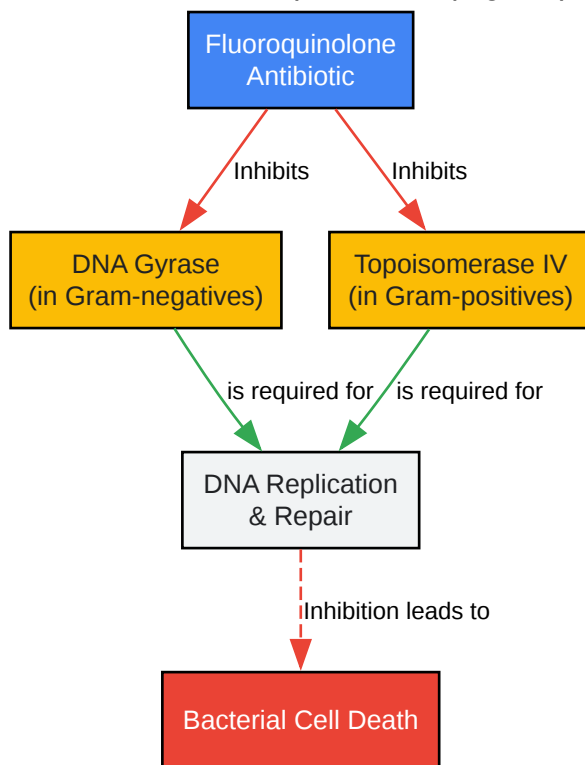 Fluoroquinolone
Antibiotic
Inhibits
Inhibits
DNA Gyrase
(in Gram-negatives)
Topoisomerase IV
(in Gram-positives)
is required for
is required for
DNA Replication
& Repair
Inhibition leads to
Bacterial Cell Death